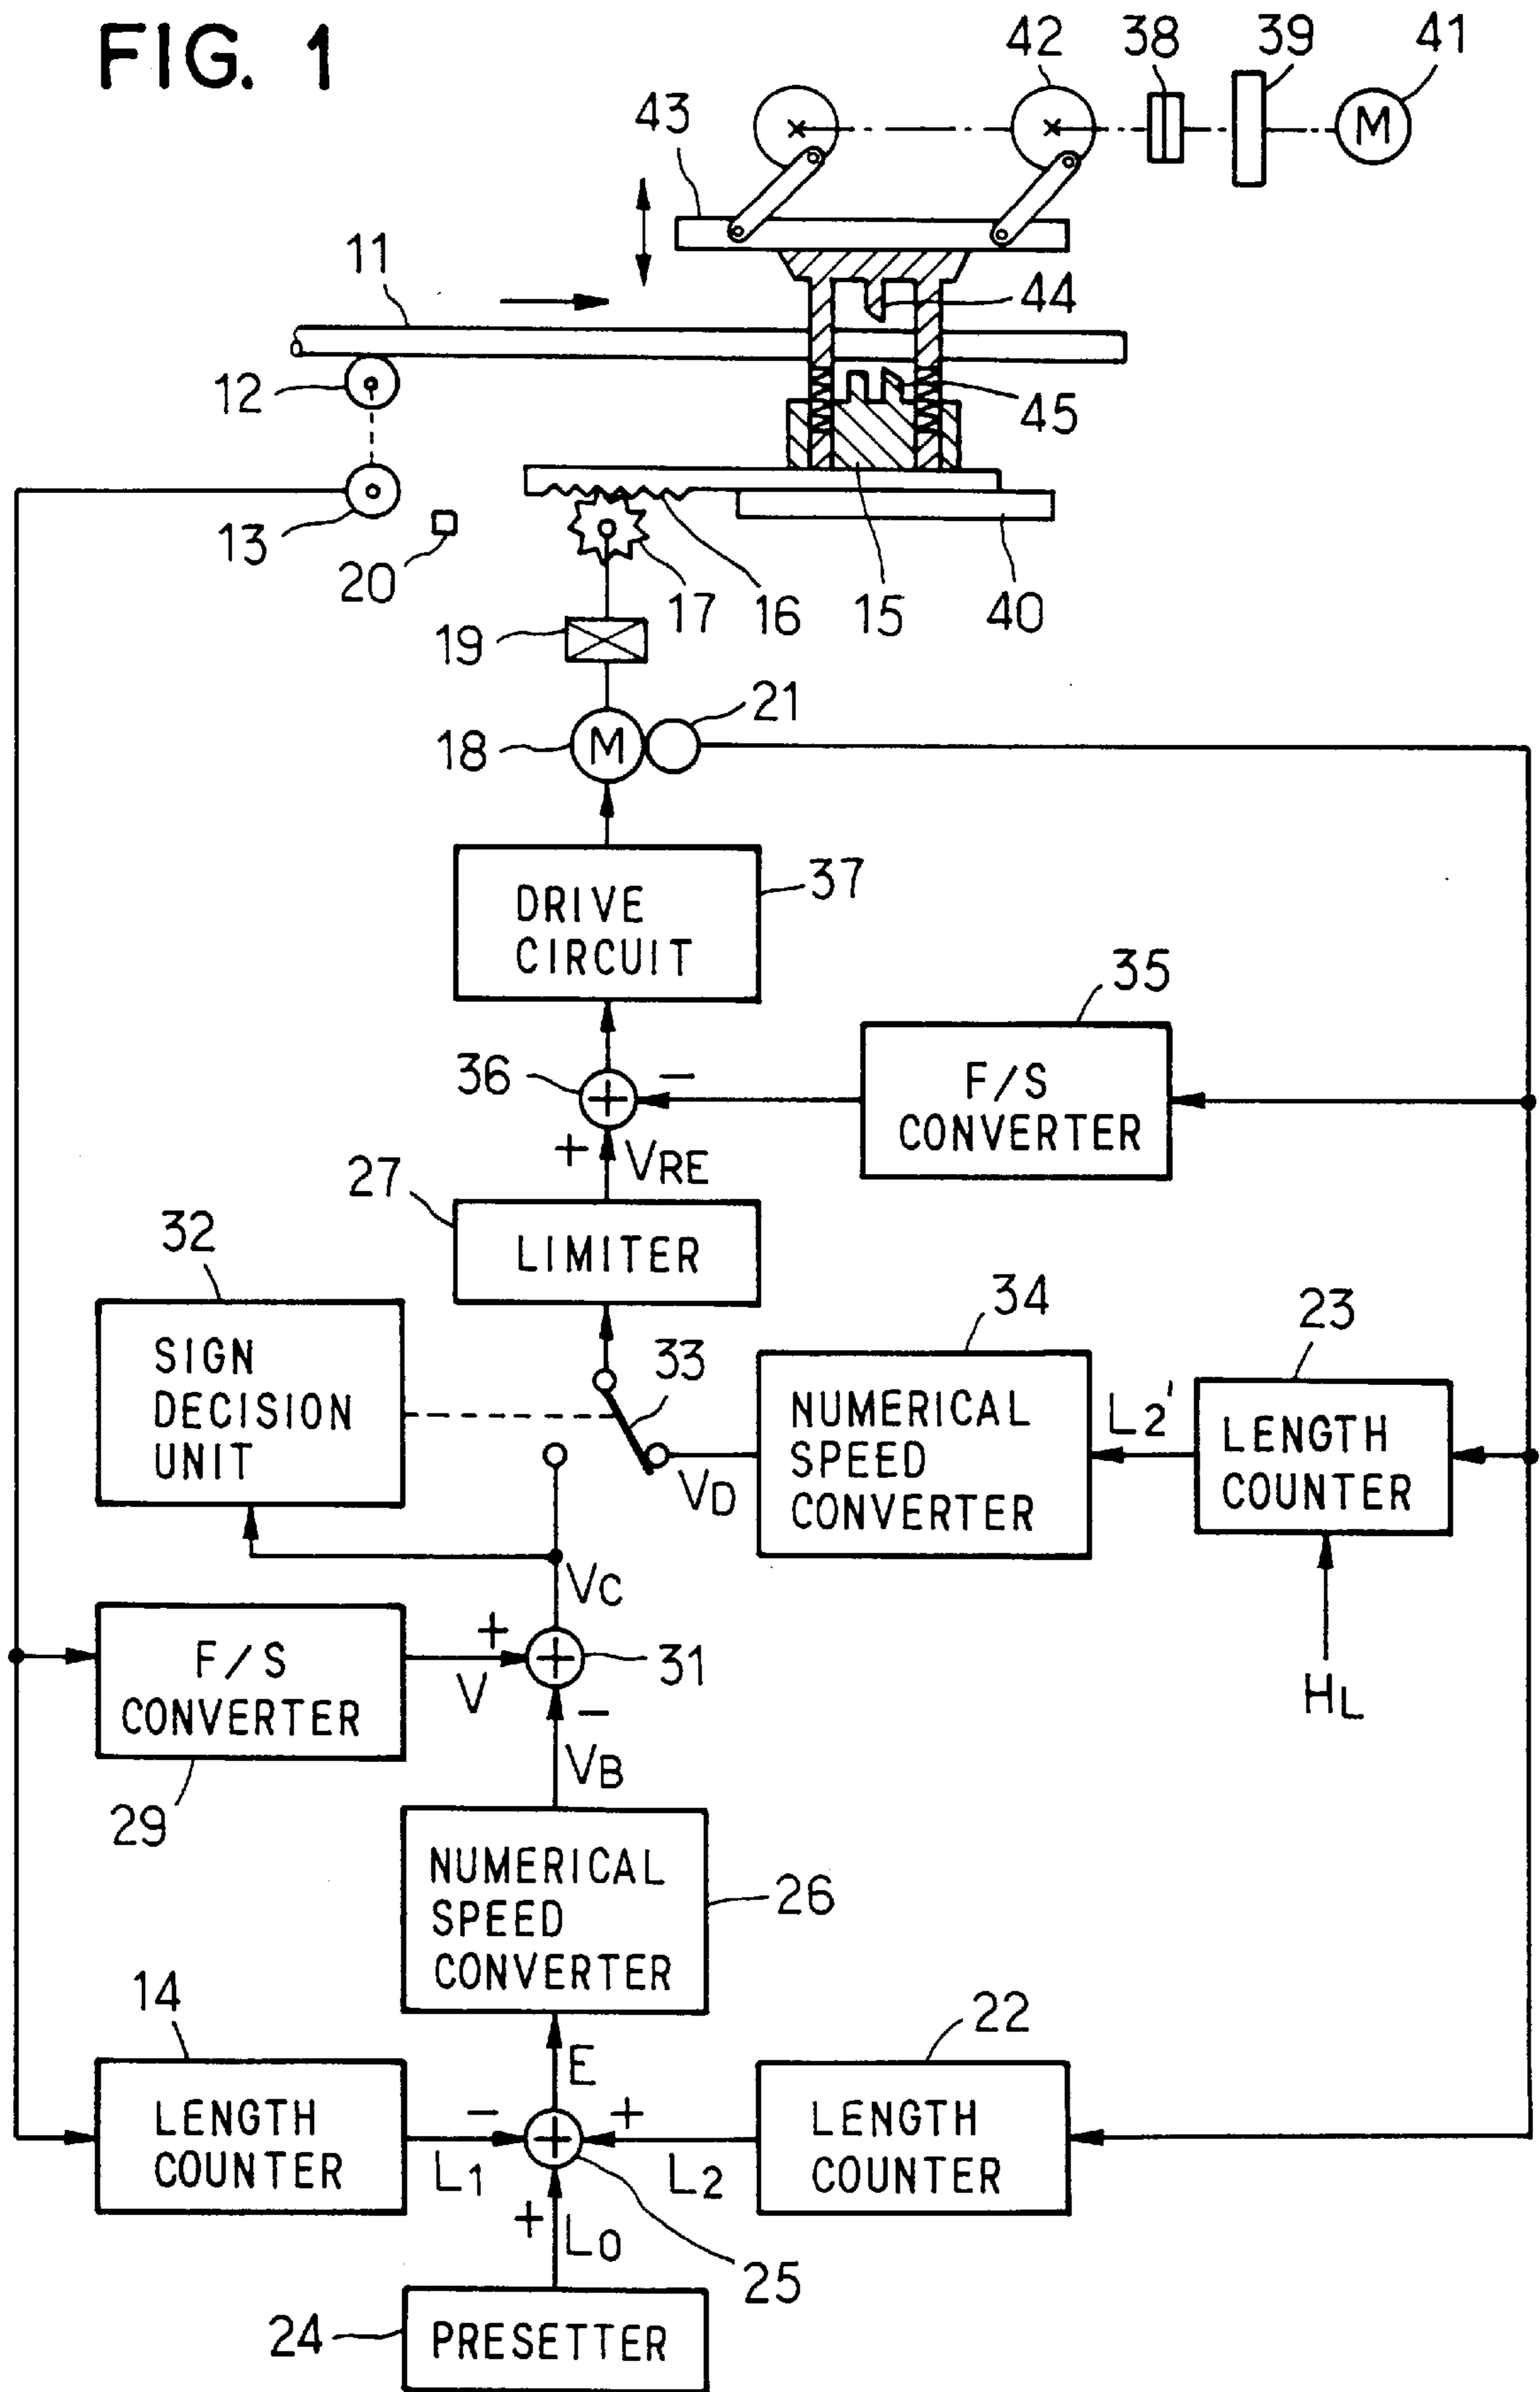 FIG. 1
42 38 39 41
43
M
11
44
12
45
13
20
17 16 15 40
19
21
18 M
37
DRIVE
CIRCUIT
35
36 + −
F/S
CONVERTER
+ VRE
27
LIMITER
32
34
23
33
SIGN
DECISION
UNIT
NUMERICAL
SPEED
CONVERTER
L2'
LENGTH
COUNTER
VD
VC
F/S
CONVERTER
+
V
+ 31
−
HL
VB
29
NUMERICAL
SPEED
CONVERTER
26
14
22
E
LENGTH
COUNTER
−
L1
+
+
L2
LENGTH
COUNTER
+ L0
25
24 PRESETTER